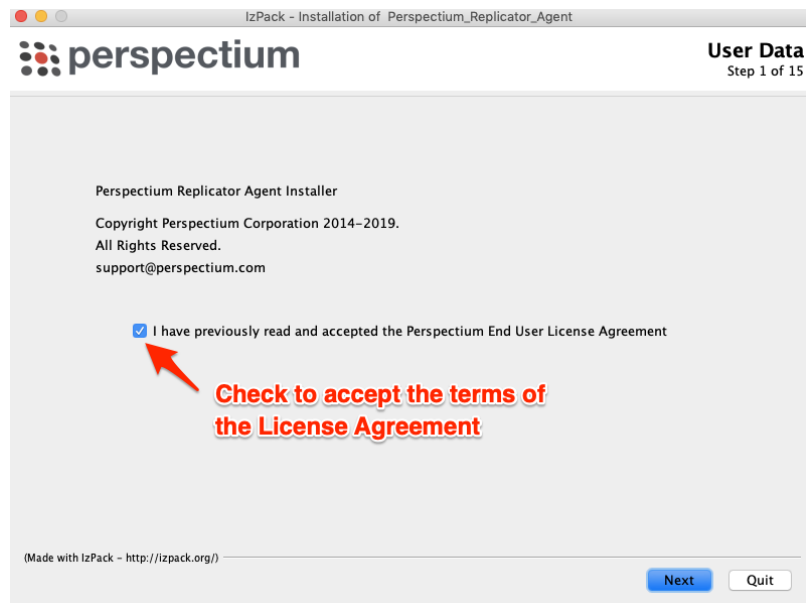 IzPack - Installation of Perspectium_Replicator_Agent
perspectium
User Data
Step 1 of 15
Perspectium Replicator Agent Installer
Copyright Perspectium Corporation 2014-2019.
All Rights Reserved.
support@perspectium.com
I have previously read and accepted the Perspectium End User License Agreement
Check to accept the terms of
the License Agreement
(Made with IzPack - http://izpack.org/)
Next Quit